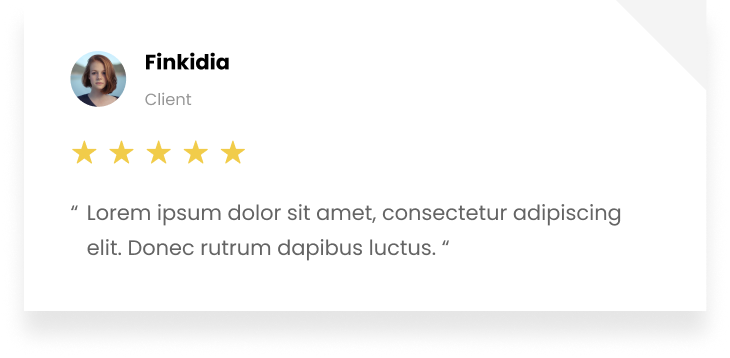 Finkidia
Client
“ Lorem ipsum dolor sit amet, consectetur adipiscing
elit. Donec rutrum dapibus luctus. “